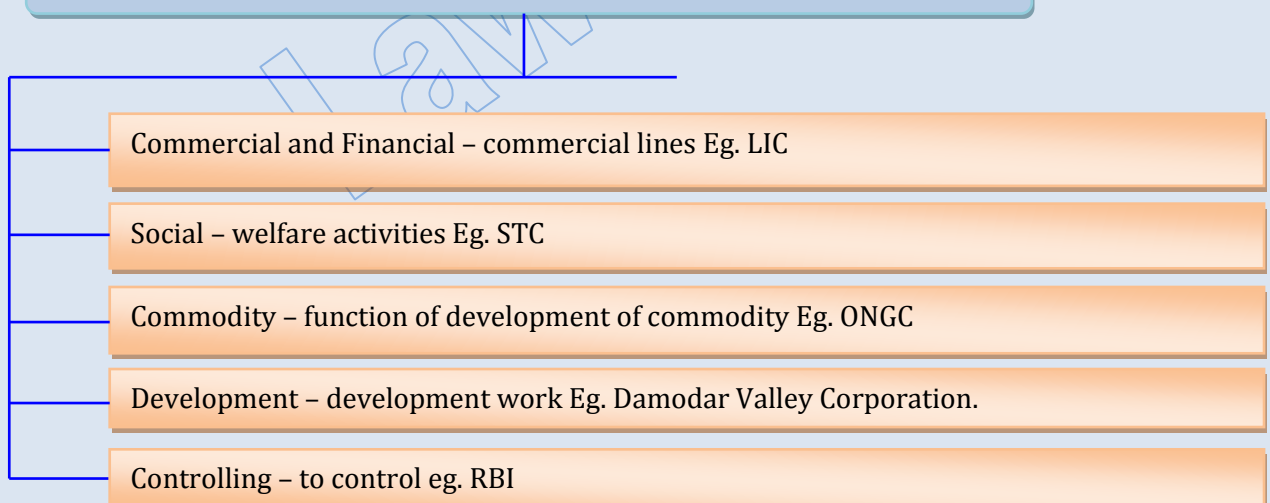 Law
Commercial and Financial – commercial lines Eg. LIC
Social – welfare activities Eg. STC
Commodity – function of development of commodity Eg. ONGC
Development – development work Eg. Damodar Valley Corporation.
Controlling – to control eg. RBI